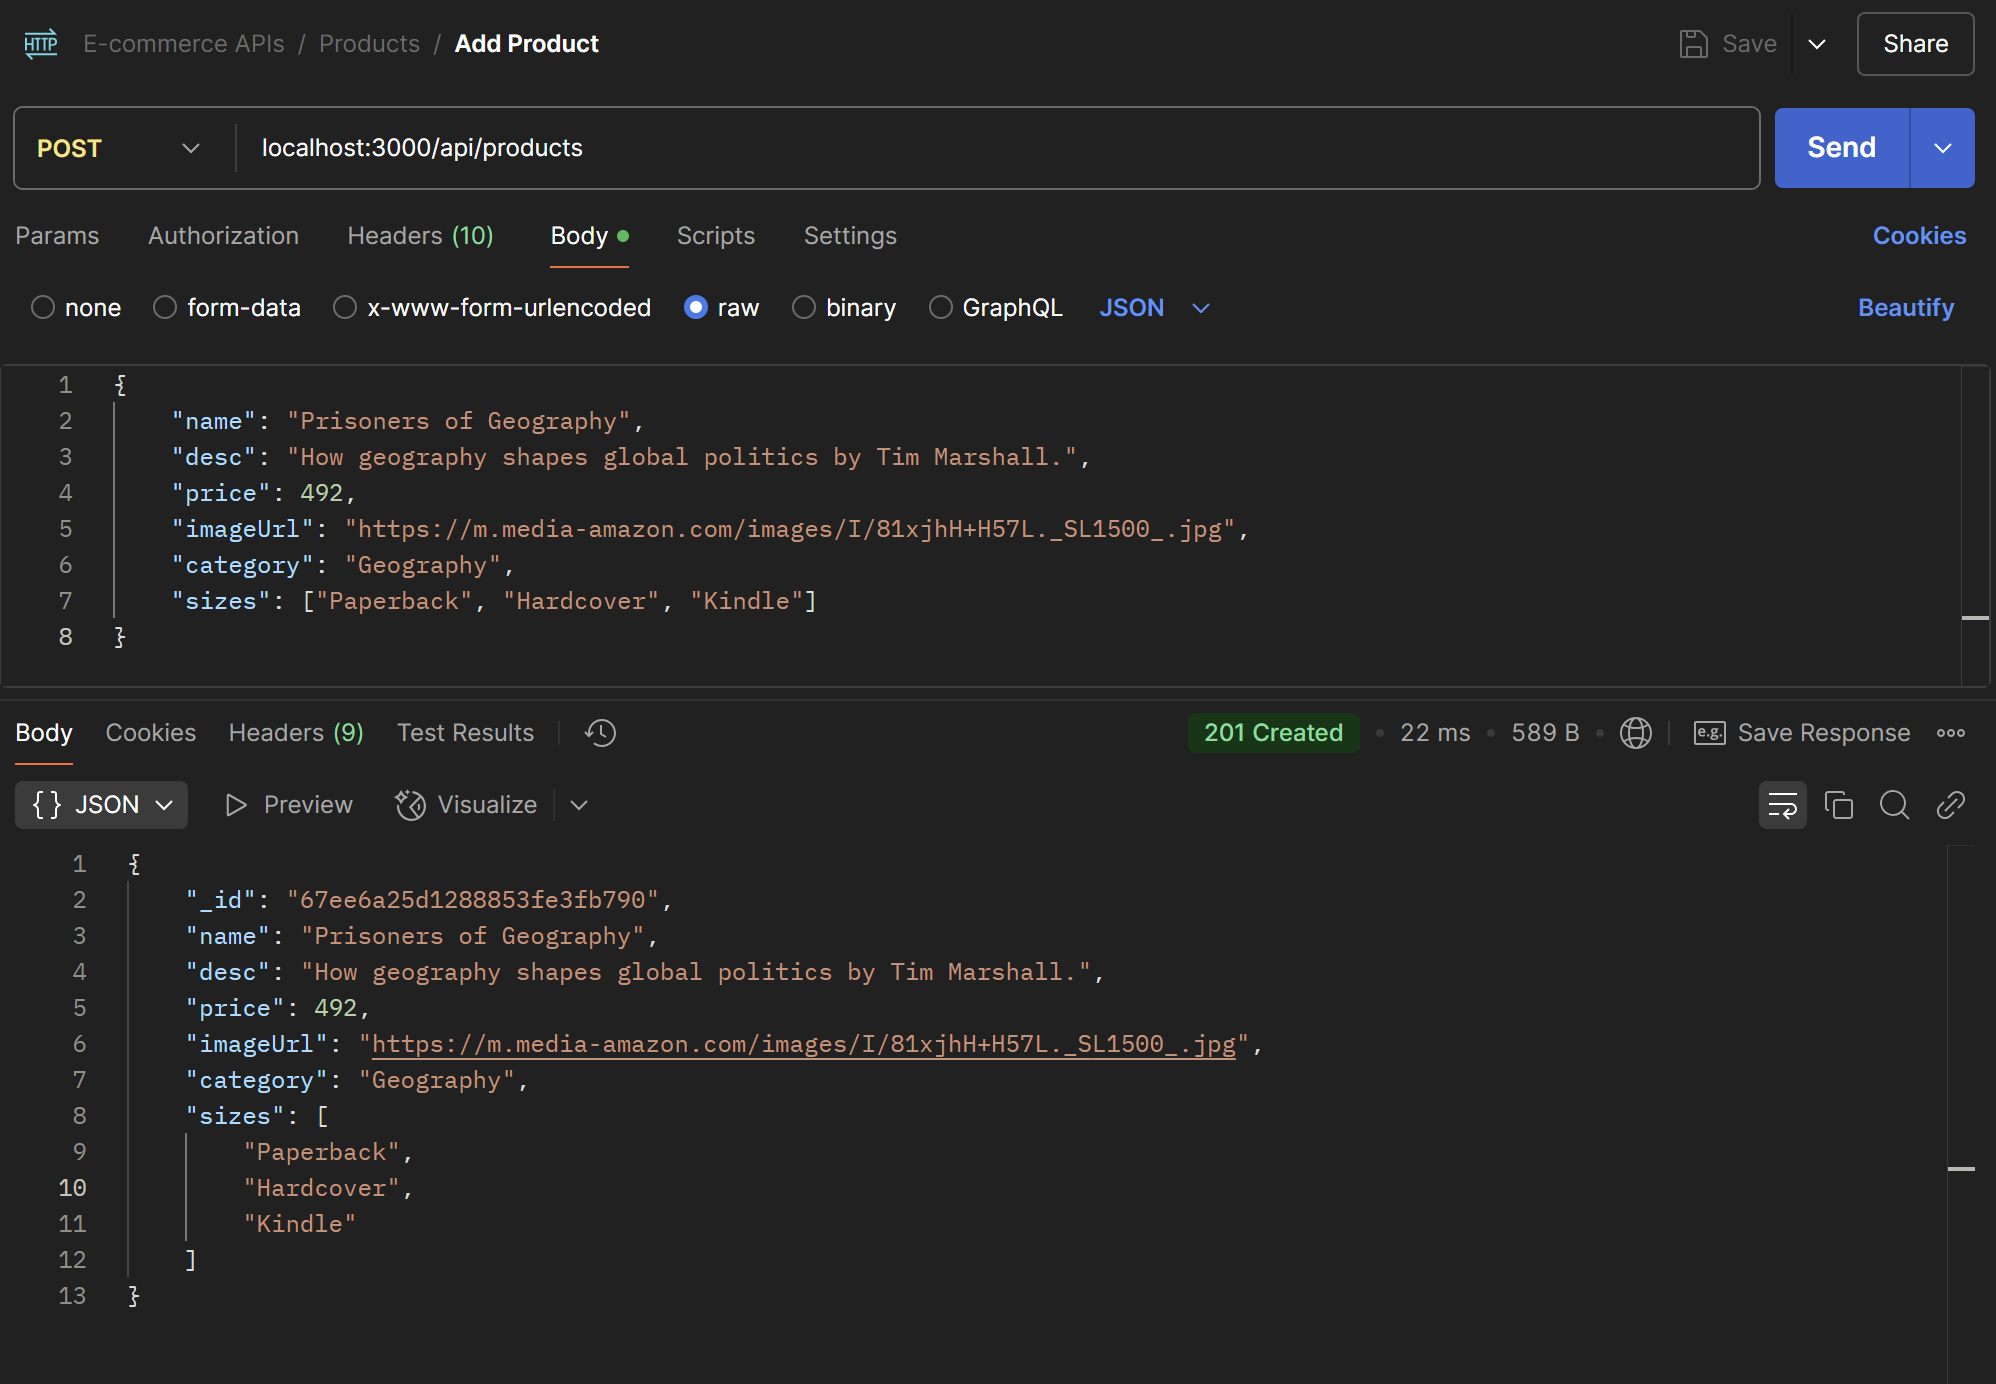 HTTP E-commerce APIs / Products / Add Product Save Share
POST localhost:3000/api/products Send
Params Authorization Headers (10) Body Scripts Settings Cookies
none form-data x-www-form-urlencoded raw binary GraphQL JSON Beautify
1 {
2 "name": "Prisoners of Geography",
3 "desc": "How geography shapes global politics by Tim Marshall.",
4 "price": 492,
5 "imageUrl": "https://m.media-amazon.com/images/I/81xjhH+H57L._SL1500_.jpg",
6 "category": "Geography",
7 "sizes": ["Paperback", "Hardcover", "Kindle"]
8 }
Body Cookies Headers (9) Test Results 201 Created • 22 ms • 589 B • e.g. Save Response
{} JSON Preview Visualize
1 {
2 "_id": "67ee6a25d1288853fe3fb790",
3 "name": "Prisoners of Geography",
4 "desc": "How geography shapes global politics by Tim Marshall.",
5 "price": 492,
6 "imageUrl": "https://m.media-amazon.com/images/I/81xjhH+H57L._SL1500_.jpg",
7 "category": "Geography",
8 "sizes": [
9 "Paperback",
10 "Hardcover",
11 "Kindle"
12 ]
13 }